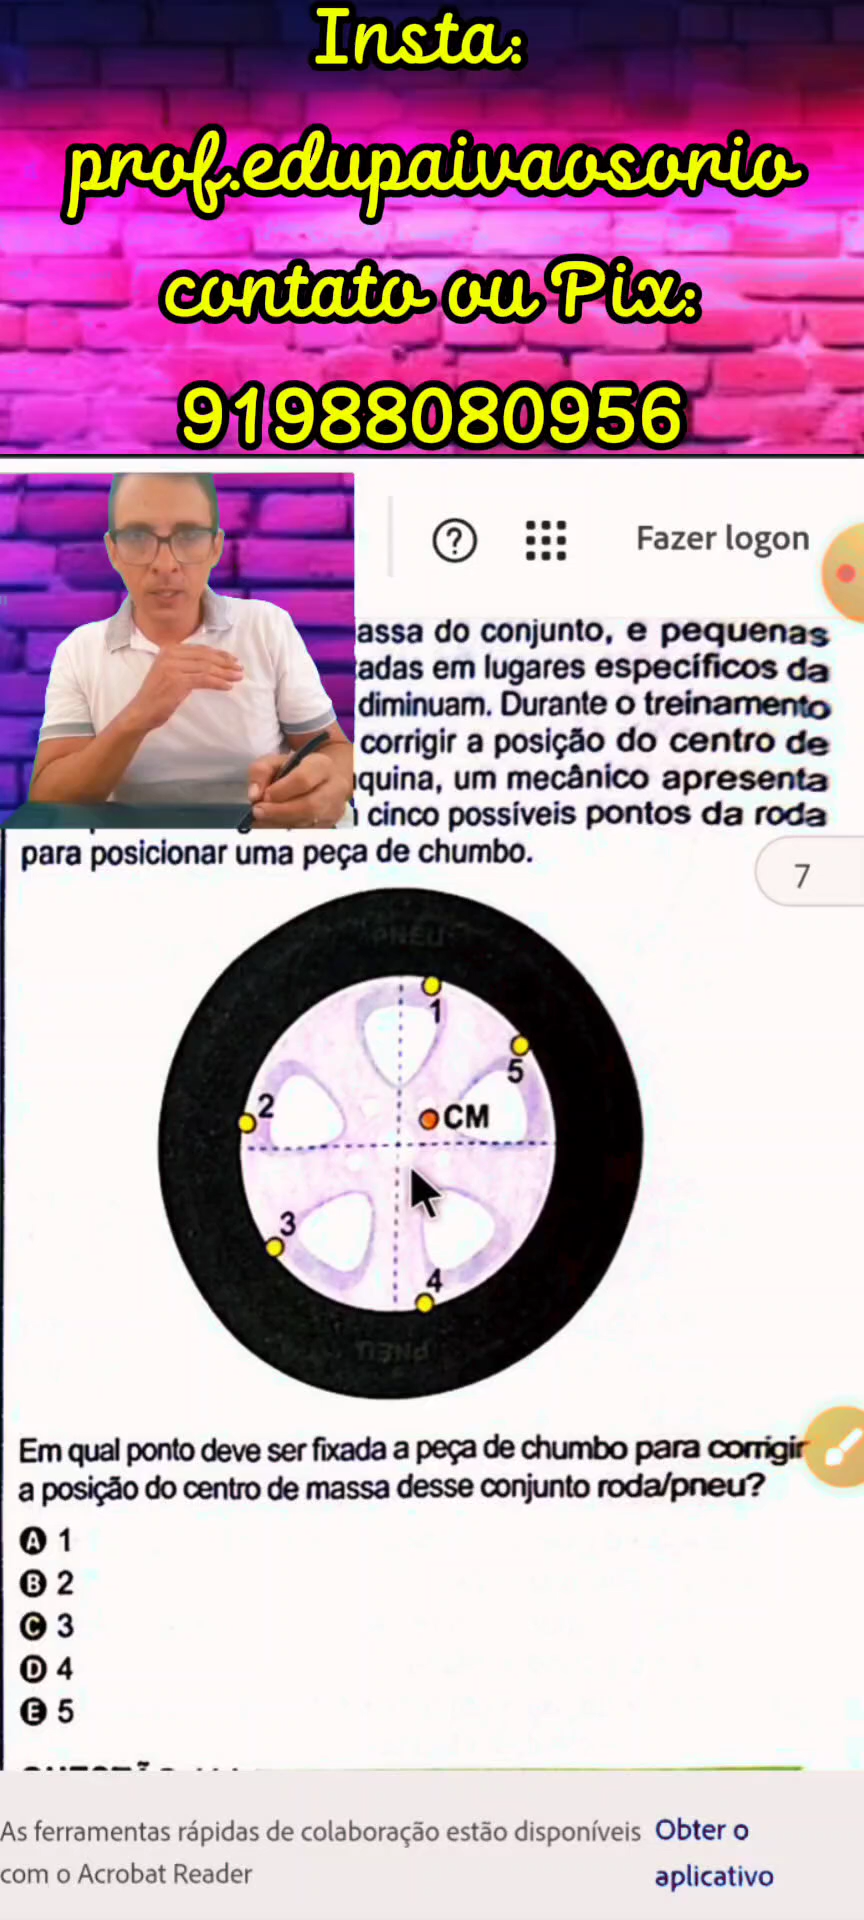 Insta:
prof.edupaivaosorio
contato ou Pix:
91988080956
? Fazer logon
assa do conjunto, e pequenas
adas em lugares específicos da
diminuam. Durante o treinamento
corrigir a posição do centro de
quina, um mecânico apresenta
cinco possíveis pontos da roda
para posicionar uma peça de chumbo.
7
PNEU
1
5
2
CM
3
4
PNEU
Em qual ponto deve ser fixada a peça de chumbo para corrigir
a posição do centro de massa desse conjunto roda/pneu?
A 1
B 2
C 3
D 4
E 5
As ferramentas rápidas de colaboração estão disponíveis Obter o
com o Acrobat Reader aplicativo